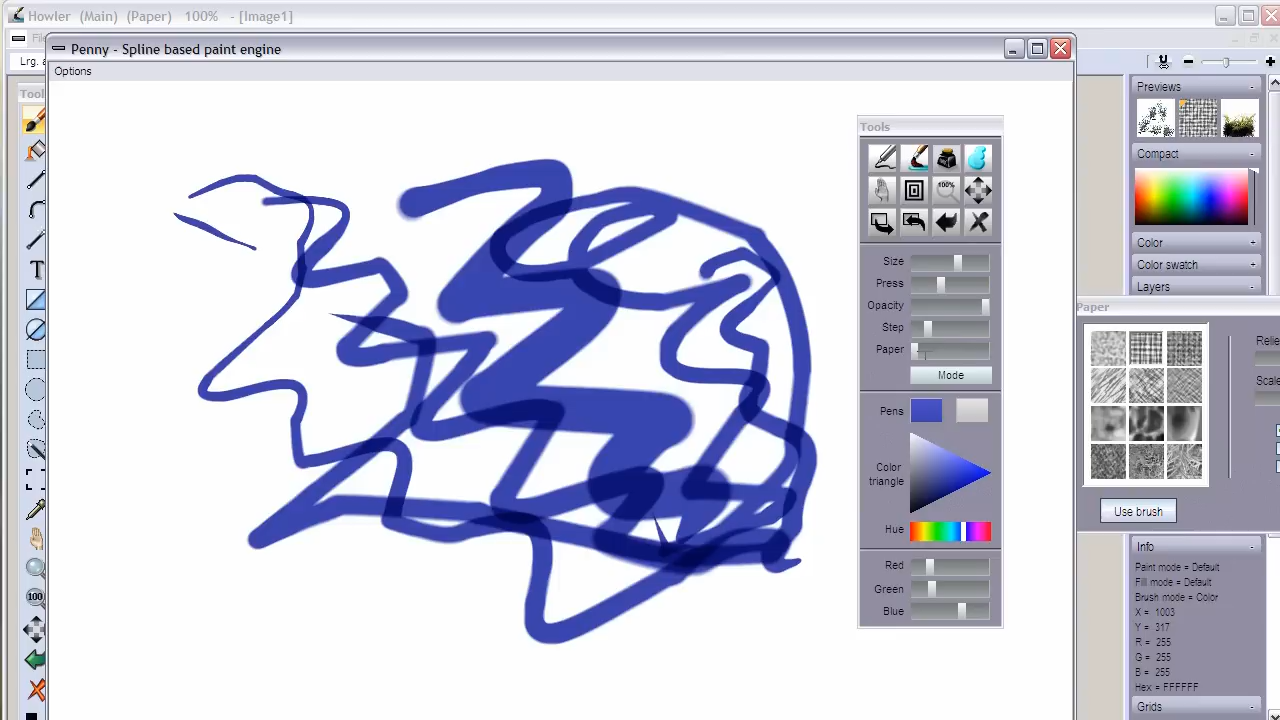 Howler (Main) (Paper) 100% - [Image1]
Penny - Spline based paint engine
Options
Lrg.
Tools
Size
Press
Opacity
Step
Paper
Mode
Pens
Color
triangle
Hue
Red
Green
Blue
100%
T
100
Previews
Compact
Color
Color swatch
Layers
Paper
Use brush
Info
Paint mode = Default
Fill mode = Default
Brush mode = Color
X = 1003
Y = 317
R = 255
G = 255
B = 255
Hex = FFFFFF
Grids